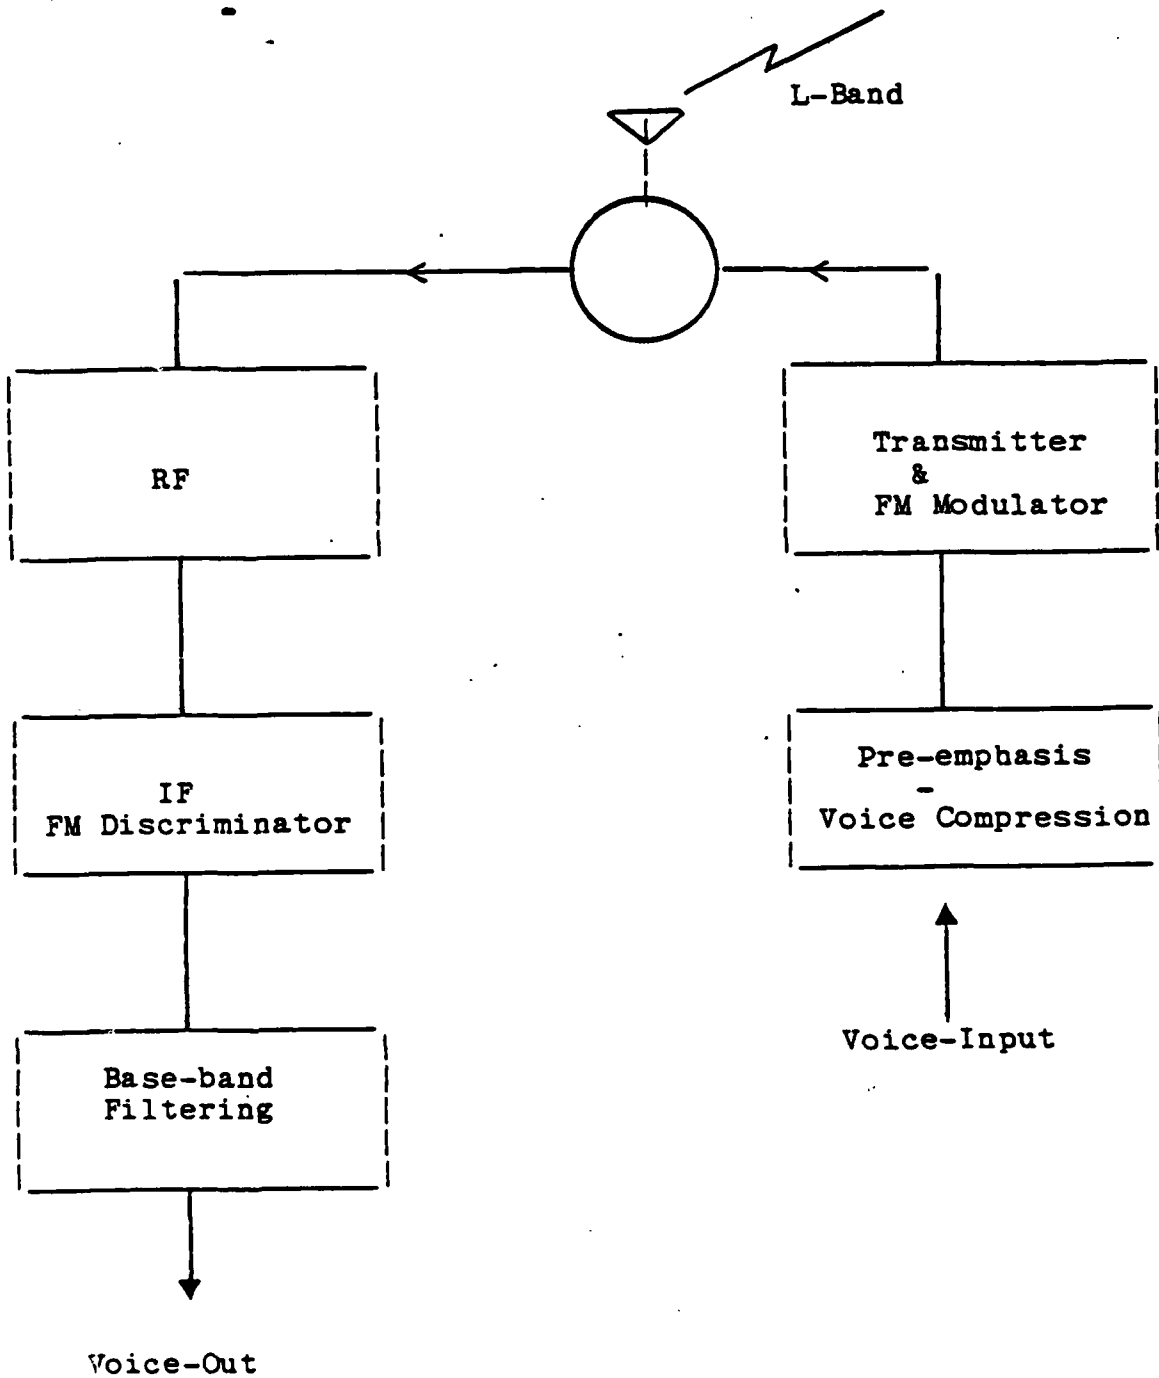 L-Band
RF
Transmitter
&
FM Modulator
IF
FM Discriminator
Pre-emphasis
-
Voice Compression
Base-band
Filtering
Voice-Input
Voice-Out